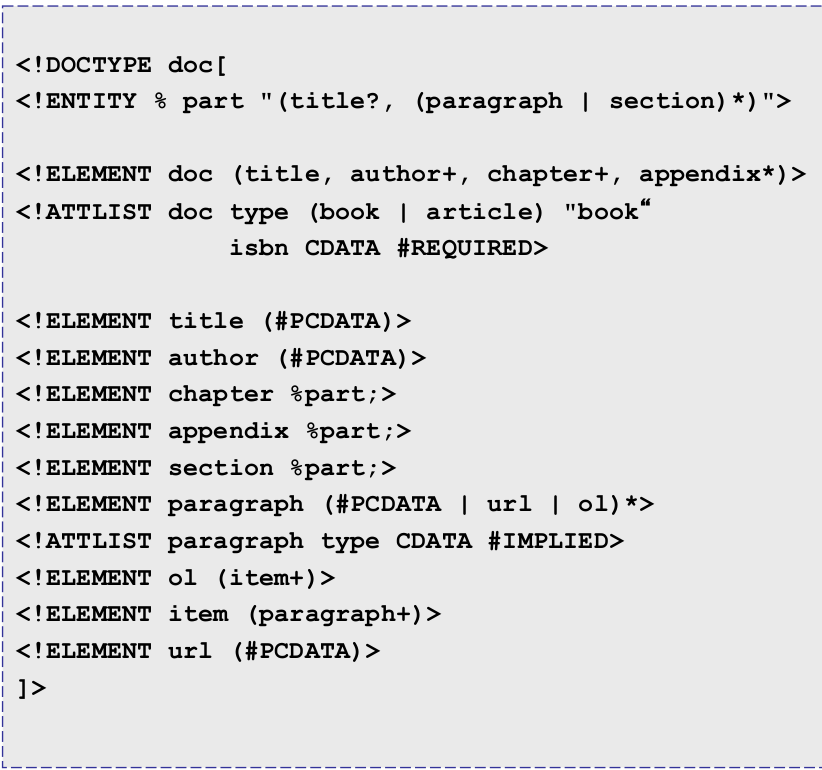 <!DOCTYPE doc[
<!ENTITY % part "(title?, (paragraph | section)*)">
<!ELEMENT doc (title, author+, chapter+, appendix*)>
<!ATTLIST doc type (book | article) "book“
isbn CDATA #REQUIRED>
<!ELEMENT title (#PCDATA)>
<!ELEMENT author (#PCDATA)>
<!ELEMENT chapter %part;>
<!ELEMENT appendix %part;>
<!ELEMENT section %part;>
<!ELEMENT paragraph (#PCDATA | url | ol)*>
<!ATTLIST paragraph type CDATA #IMPLIED>
<!ELEMENT ol (item+)>
<!ELEMENT item (paragraph+)>
<!ELEMENT url (#PCDATA)>
]>